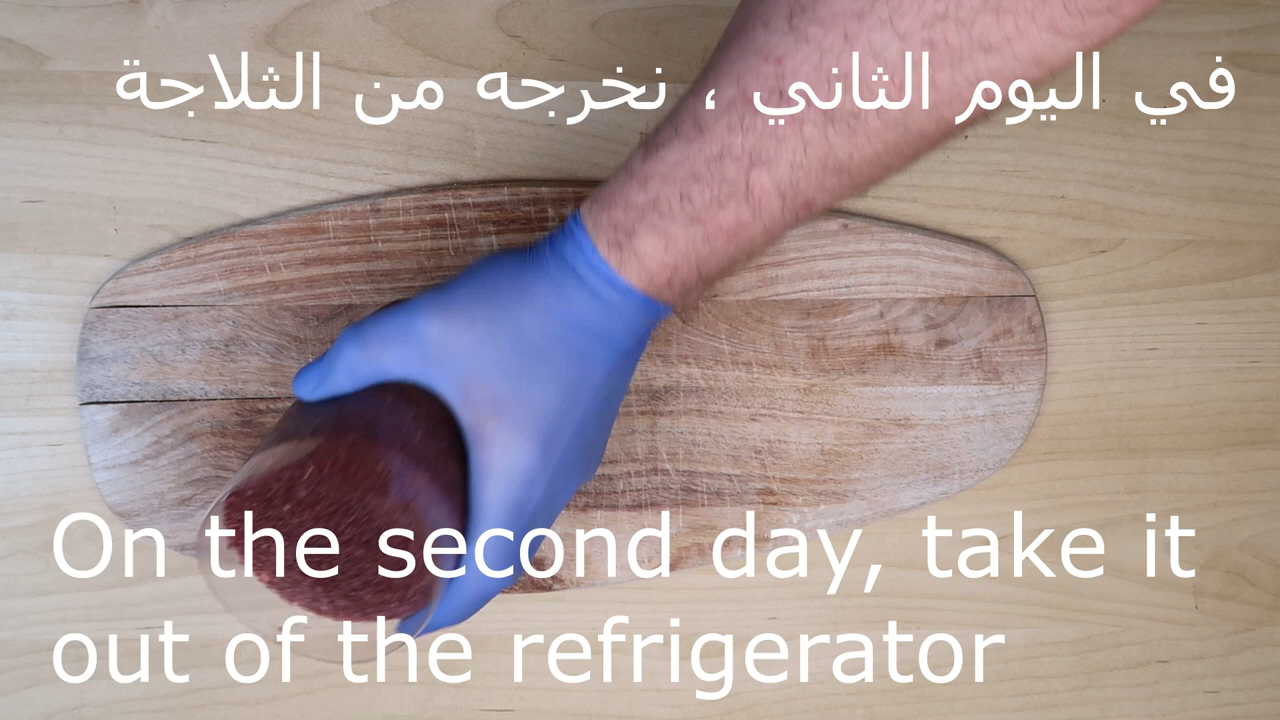 في اليوم الثاني ، نخرجه من الثلاجة
On the second day, take it
out of the refrigerator